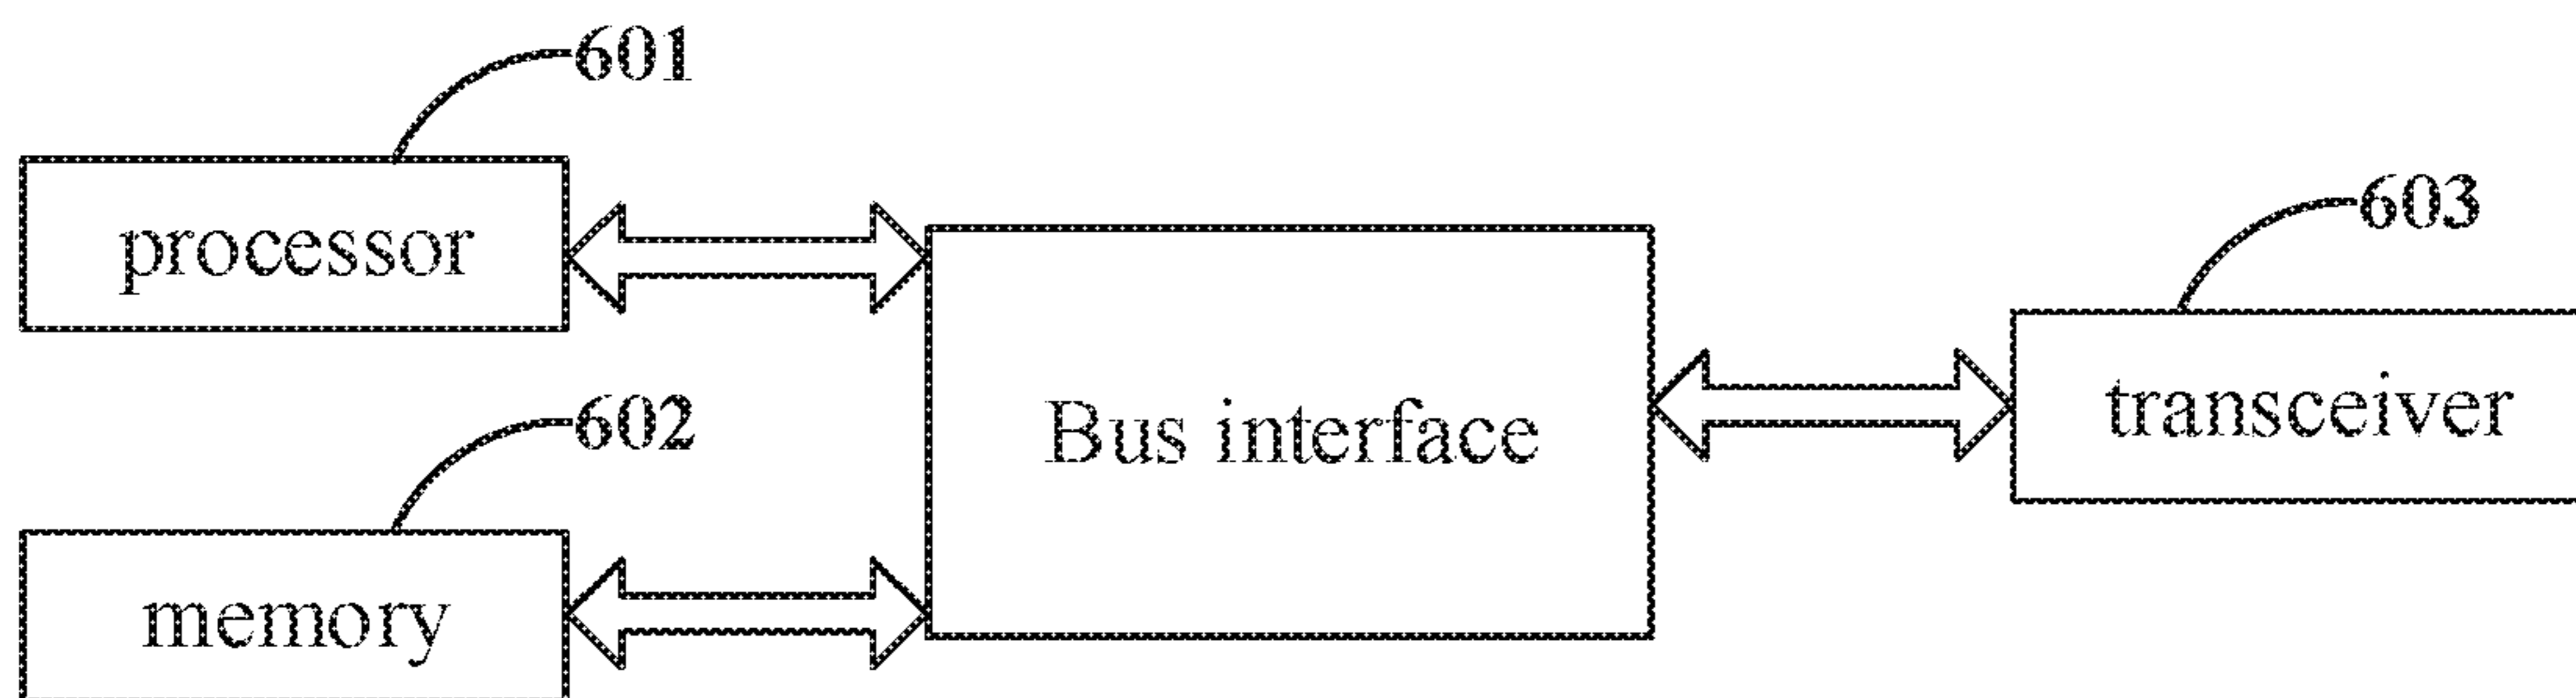 601
processor
603
Bus interface
transceiver
602
memory